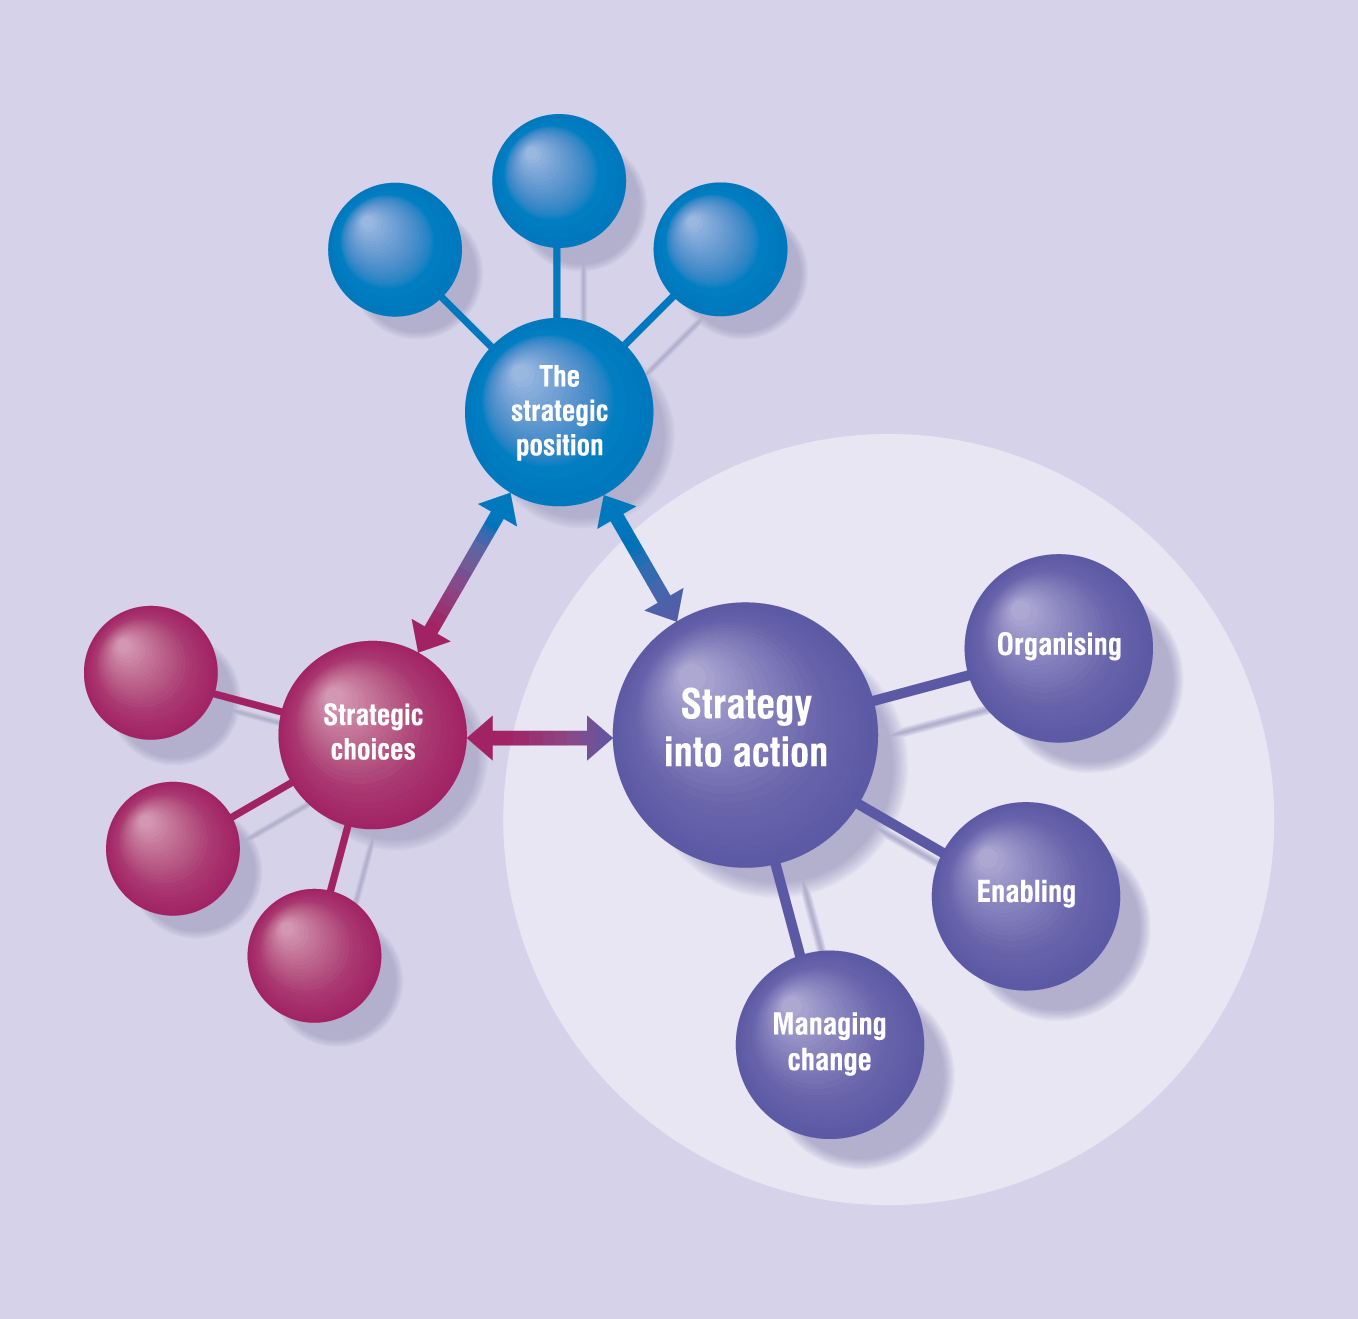 The
strategic
position
Organising
Strategic
choices
Strategy
into action
Enabling
Managing
change